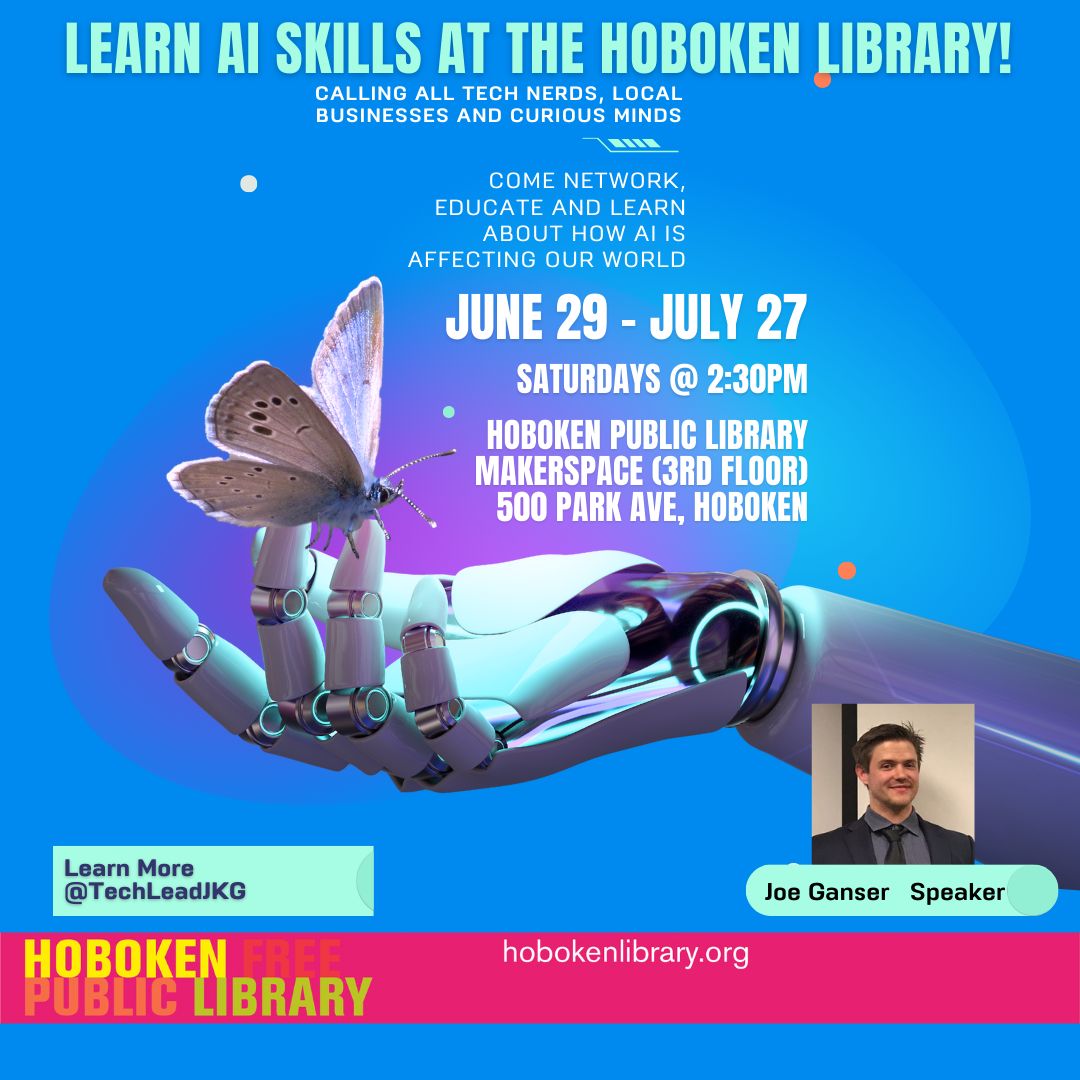 LEARN AI SKILLS AT THE HOBOKEN LIBRARY!
CALLING ALL TECH NERDS, LOCAL
BUSINESSES AND CURIOUS MINDS
COME NETWORK,
EDUCATE AND LEARN
ABOUT HOW AI IS
AFFECTING OUR WORLD
JUNE 29 - JULY 27
SATURDAYS @ 2:30PM
HOBOKEN PUBLIC LIBRARY
MAKERSPACE (3RD FLOOR)
500 PARK AVE, HOBOKEN
Learn More
@TechLeadJKG
Joe Ganser Speaker
HOBOKEN FREE
PUBLIC LIBRARY
hobokenlibrary.org